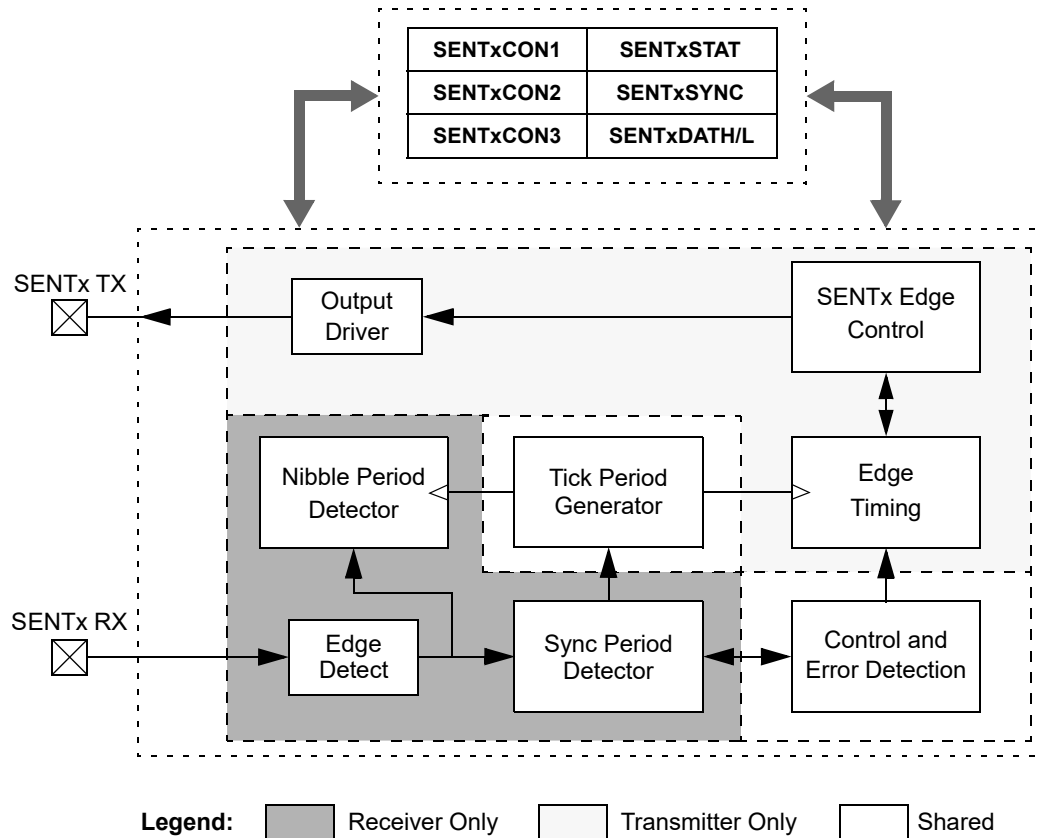 SENTxCON1 SENTxSTAT
SENTxCON2 SENTxSYNC
SENTxCON3 SENTxDATH/L
SENTx TX
Output
Driver
SENTx Edge
Control
Nibble Period
Detector
Tick Period
Generator
Edge
Timing
SENTx RX
Edge
Detect
Sync Period
Detector
Control and
Error Detection
Legend: Receiver Only Transmitter Only Shared